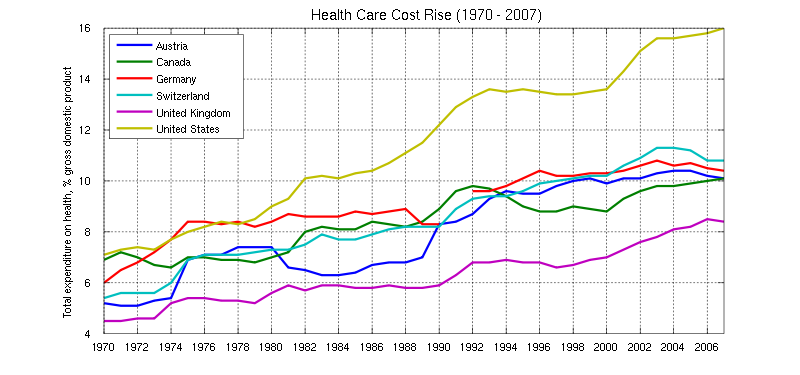 Health Care Cost Rise (1970 - 2007)
Total expenditure on health, % gross domestic product
16
14
12
10
8
6
4
Austria
Canada
Germany
Switzerland
United Kingdom
United States
1970 1972 1974 1976 1978 1980 1982 1984 1986 1988 1990 1992 1994 1996 1998 2000 2002 2004 2006